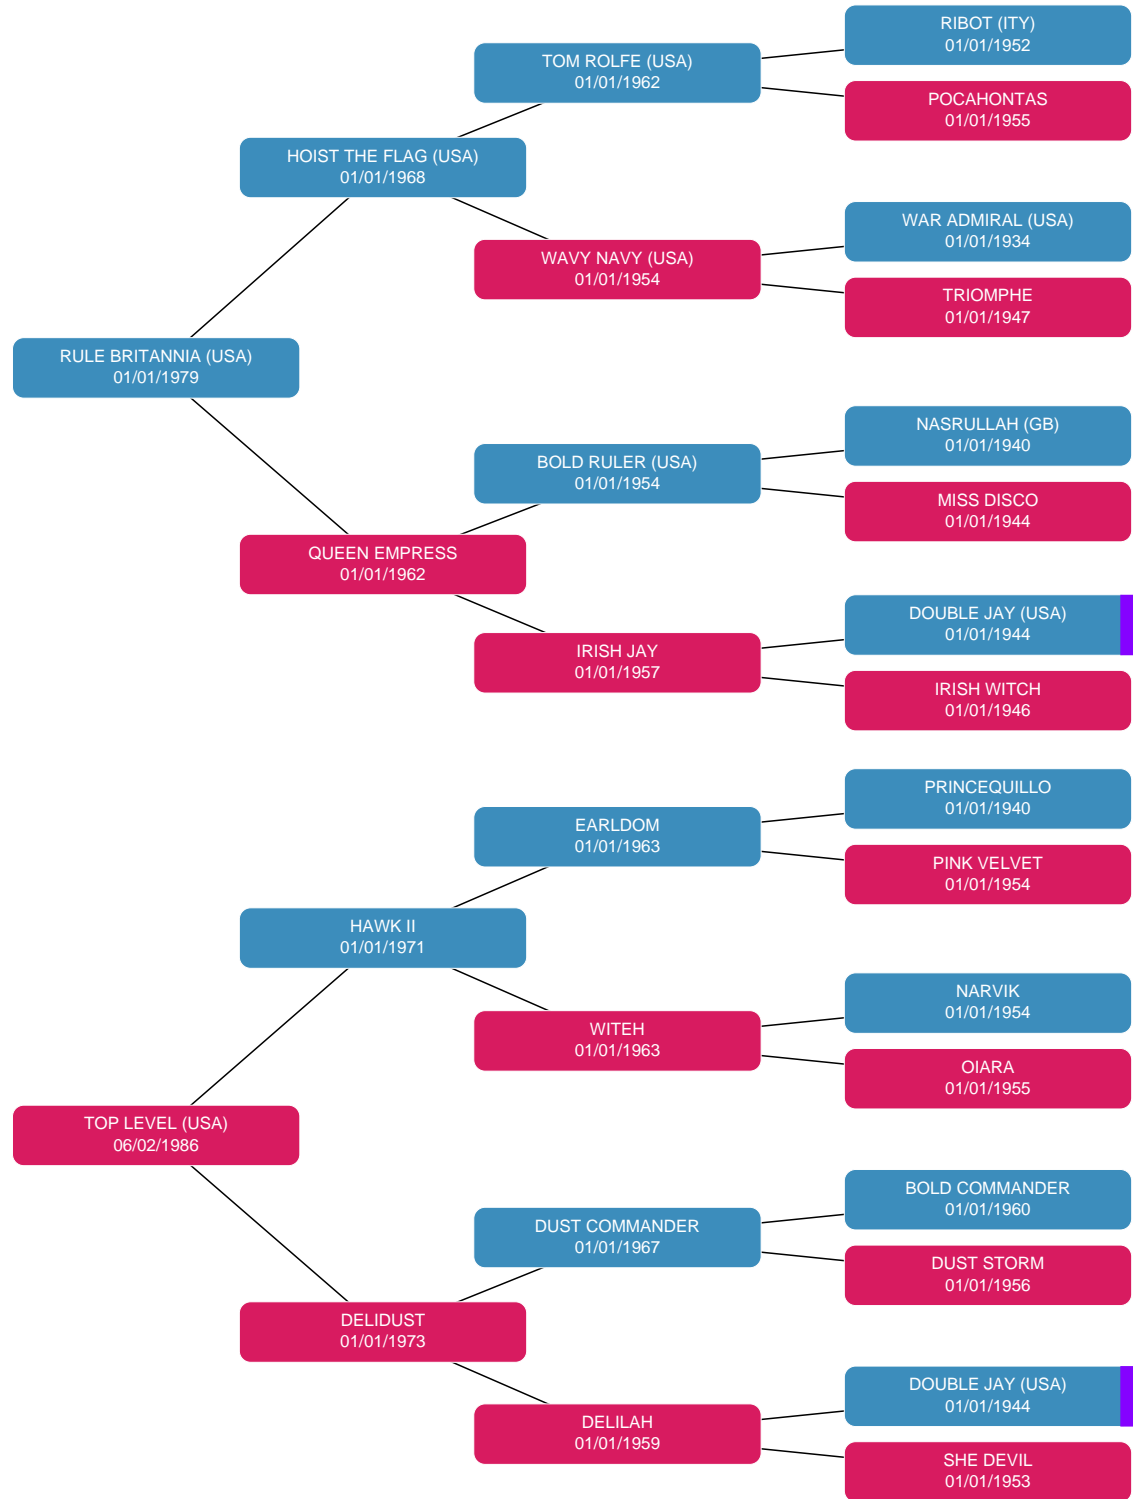 RIBOT (ITY)
01/01/1952
TOM ROLFE (USA)
01/01/1962
POCAHONTAS
01/01/1955
HOIST THE FLAG (USA)
01/01/1968
WAR ADMIRAL (USA)
01/01/1934
WAVY NAVY (USA)
01/01/1954
TRIOMPHE
01/01/1947
RULE BRITANNIA (USA)
01/01/1979
NASRULLAH (GB)
01/01/1940
BOLD RULER (USA)
01/01/1954
MISS DISCO
01/01/1944
QUEEN EMPRESS
01/01/1962
DOUBLE JAY (USA)
01/01/1944
IRISH JAY
01/01/1957
IRISH WITCH
01/01/1946
PRINCEQUILLO
01/01/1940
EARLDOM
01/01/1963
PINK VELVET
01/01/1954
HAWK II
01/01/1971
NARVIK
01/01/1954
WITEH
01/01/1963
OIARA
01/01/1955
TOP LEVEL (USA)
06/02/1986
BOLD COMMANDER
01/01/1960
DUST COMMANDER
01/01/1967
DUST STORM
01/01/1956
DELIDUST
01/01/1973
DOUBLE JAY (USA)
01/01/1944
DELILAH
01/01/1959
SHE DEVIL
01/01/1953